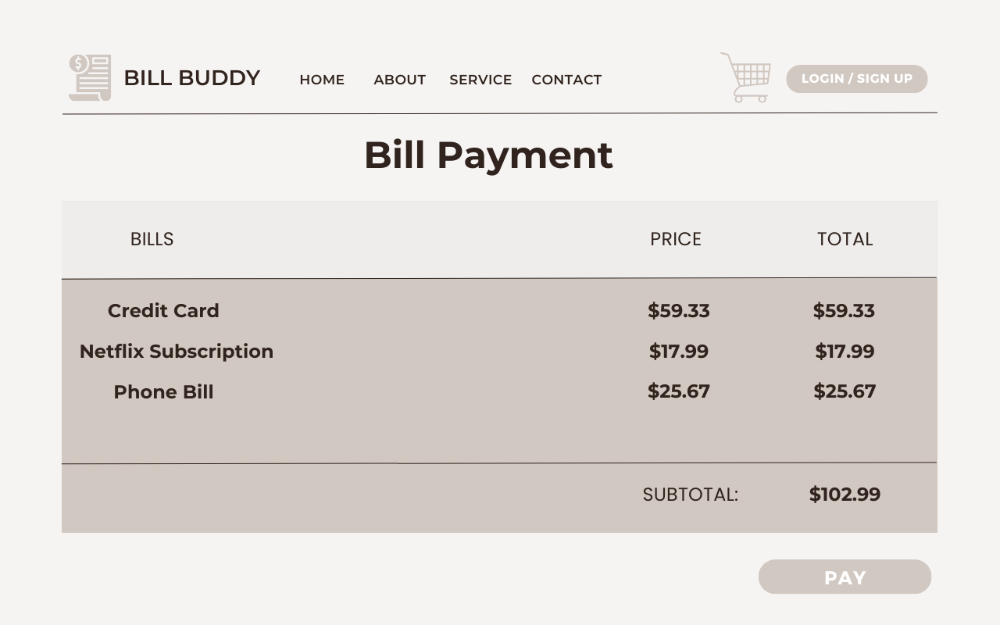 $
BILL BUDDY HOME ABOUT SERVICE CONTACT LOGIN / SIGN UP
Bill Payment
BILLS PRICE TOTAL
Credit Card $59.33 $59.33
Netflix Subscription $17.99 $17.99
Phone Bill $25.67 $25.67
SUBTOTAL: $102.99
PAY